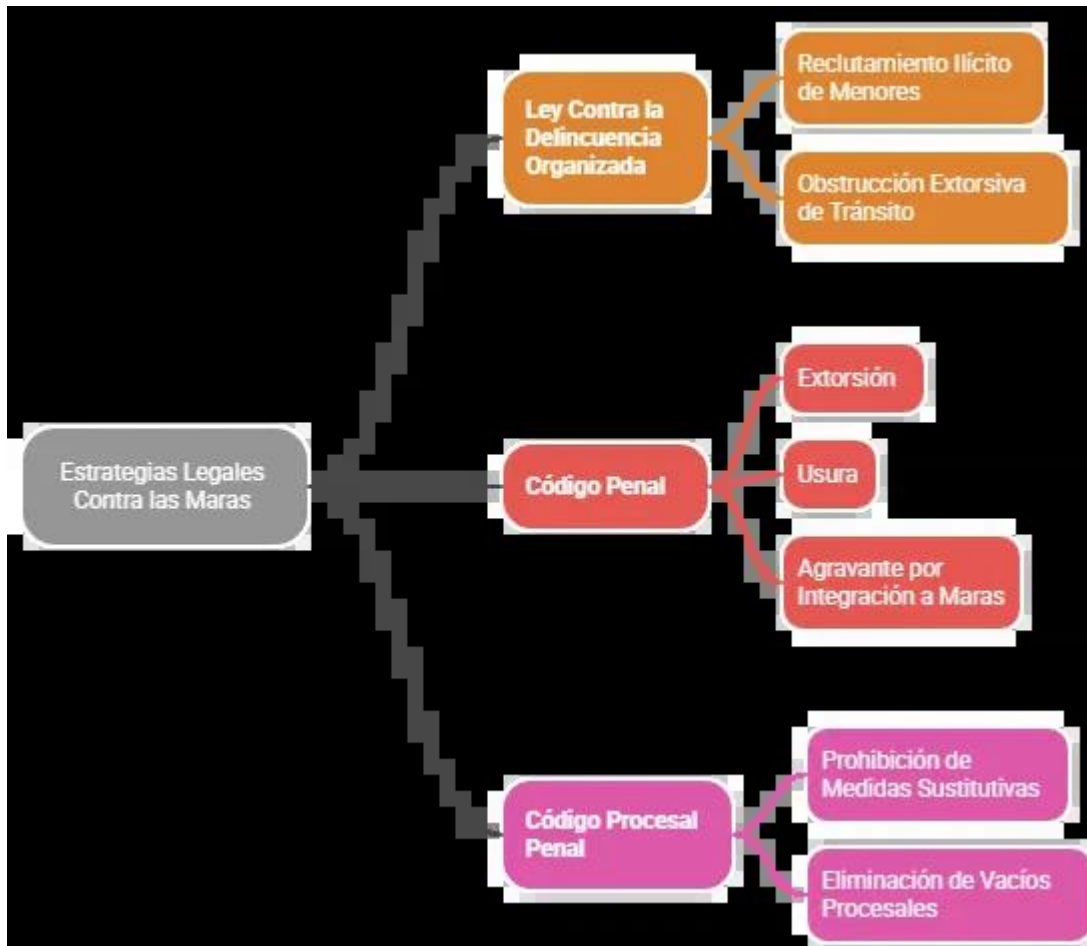 Estrategias Legales
Contra las Maras
Ley Contra la
Delincuencia
Organizada
Reclutamiento Ilícito
de Menores
Obstrucción Extorsiva
de Tránsito
Código Penal
Extorsión
Usura
Agravante por
Integración a Maras
Código Procesal
Penal
Prohibición de
Medidas Sustitutivas
Eliminación de Vacíos
Procesales